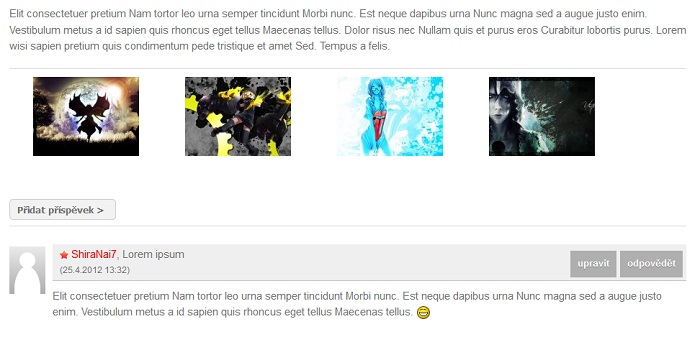 Elit consectetuer pretium Nam tortor leo urna semper tincidunt Morbi nunc. Est neque dapibus urna Nunc magna sed a augue justo enim.
Vestibulum metus a id sapien quis rhoncus eget tellus Maecenas tellus. Dolor risus nec Nullam quis et purus eros Curabitur lobortis purus. Lorem
wisi sapien pretium quis condimentum pede tristique et amet Sed. Tempus a felis.
Přidat příspěvek >
ShiraNai7, Lorem ipsum
(25.4.2012 13:32)
upravit odpovědět
Elit consectetuer pretium Nam tortor leo urna semper tincidunt Morbi nunc. Est neque dapibus urna Nunc magna sed a augue justo
enim. Vestibulum metus a id sapien quis rhoncus eget tellus Maecenas tellus.